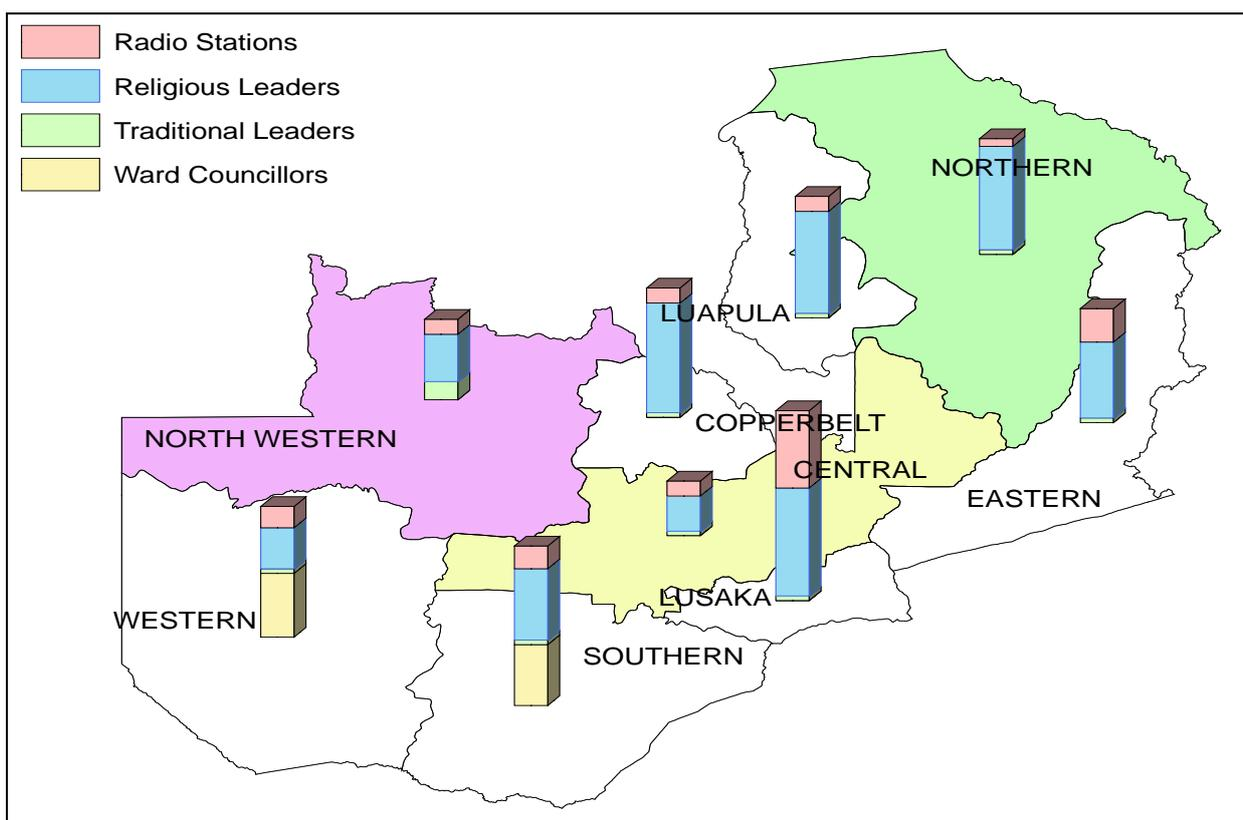 Radio Stations
Religious Leaders
Traditional Leaders
Ward Councillors
NORTHERN
LUAPULA
COPPERBELT
NORTH WESTERN
CENTRAL
EASTERN
LUSAKA
WESTERN
SOUTHERN